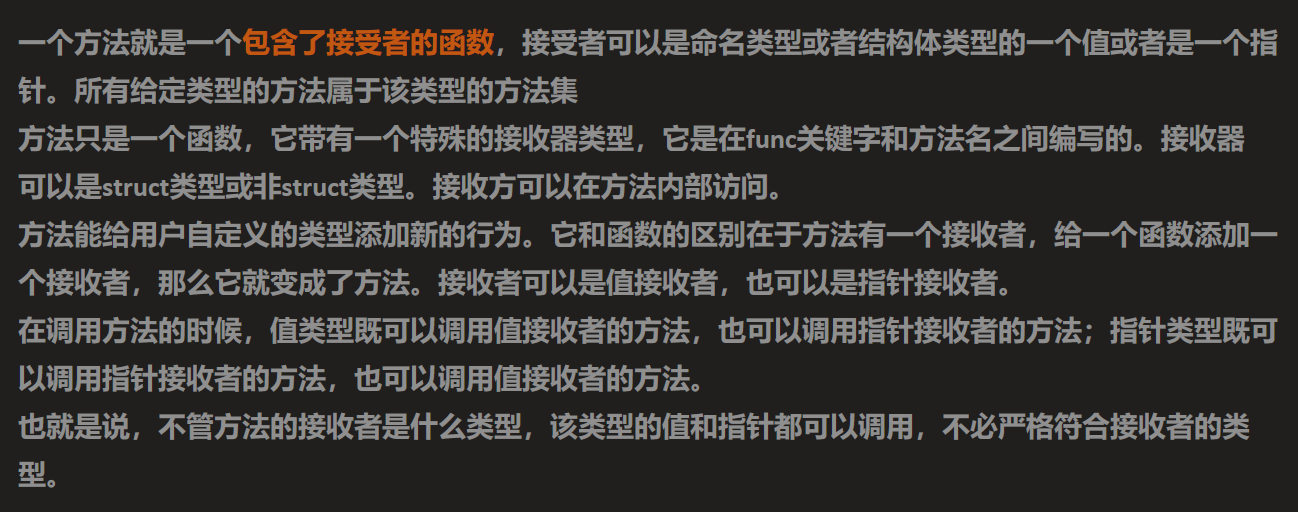 一个方法就是一个包含了接受者的函数，接受者可以是命名类型或者结构体类型的一个值或者是一个指
针。所有给定类型的方法属于该类型的方法集
方法只是一个函数，它带有一个特殊的接收器类型，它是在func关键字和方法名之间编写的。接收器
可以是struct类型或非struct类型。接收方可以在方法内部访问。
方法能给用户自定义的类型添加新的行为。它和函数的区别在于方法有一个接收者，给一个函数添加一
个接收者，那么它就变成了方法。接收者可以是值接收者，也可以是指针接收者。
在调用方法的时候，值类型既可以调用值接收者的方法，也可以调用指针接收者的方法；指针类型既可
以调用指针接收者的方法，也可以调用值接收者的方法。
也就是说，不管方法的接收者是什么类型，该类型的值和指针都可以调用，不必严格符合接收者的类
型。